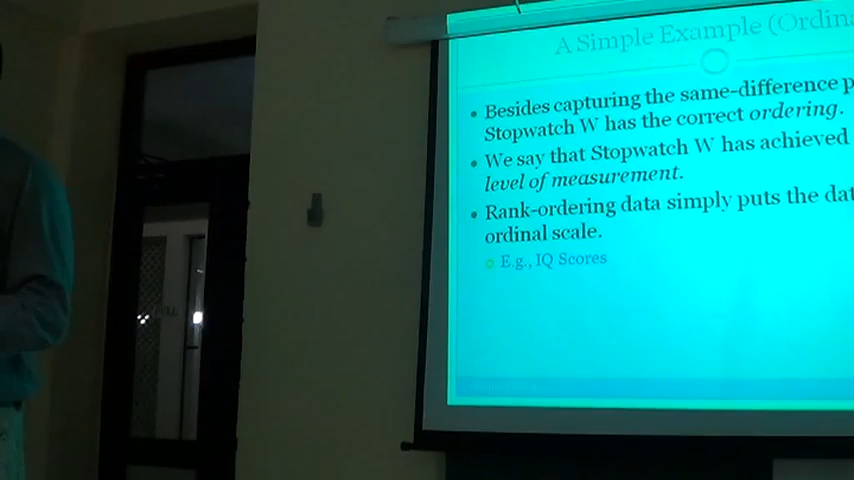 A Simple Example (Ordina
• Besides capturing the same-difference p
Stopwatch W has the correct ordering.
• We say that Stopwatch W has achieved
level of measurement.
• Rank-ordering data simply puts the dat
ordinal scale.
E.g., IQ Scores